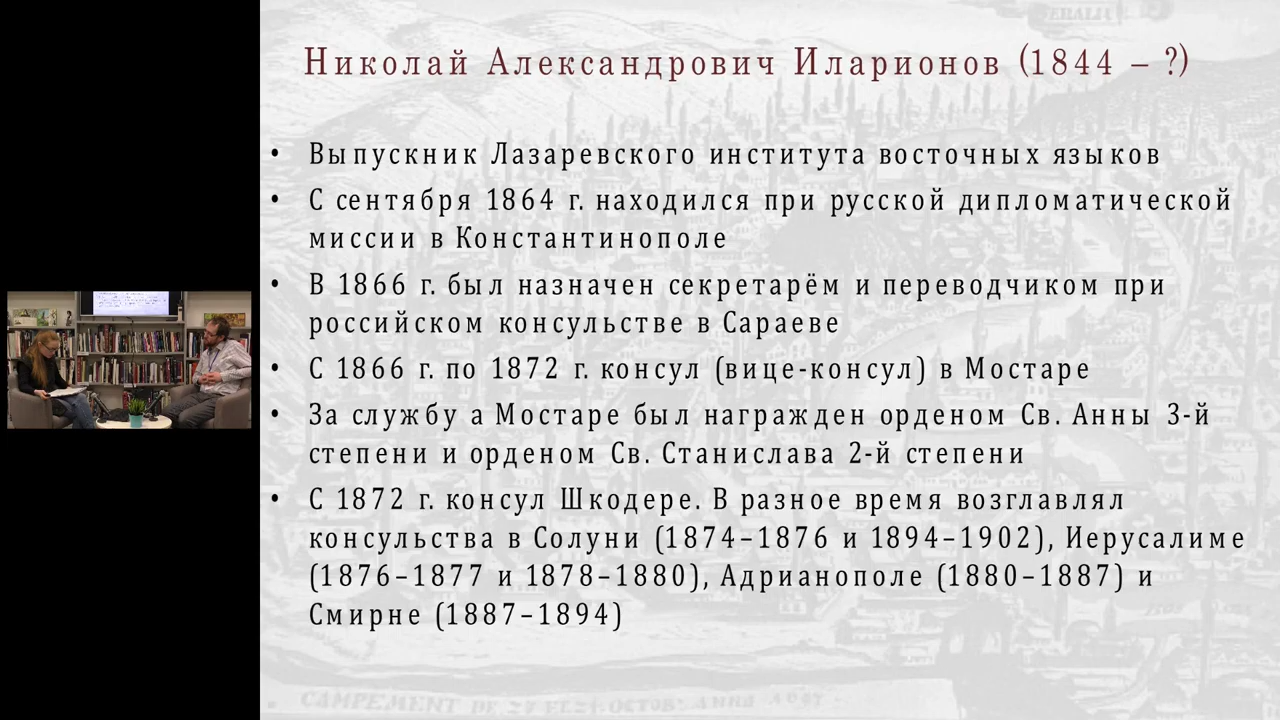 Николай Александрович Иларионов (1844 – ?)
• Выпускник Лазаревского института восточных языков
• С сентября 1864 г. находился при русской дипломатической
миссии в Константинополе
• В 1866 г. был назначен секретарём и переводчиком при
российском консульстве в Сараеве
• С 1866 г. по 1872 г. консул (вице-консул) в Мостаре
• За службу а Мостаре был награжден орденом Св. Анны 3-й
степени и орденом Св. Станислава 2-й степени
• С 1872 г. консул Шкодере. В разное время возглавлял
консульства в Солуни (1874–1876 и 1894–1902), Иерусалиме
(1876–1877 и 1878–1880), Адрианополе (1880–1887) и
Смирне (1887–1894)
CAMPEMENT DE